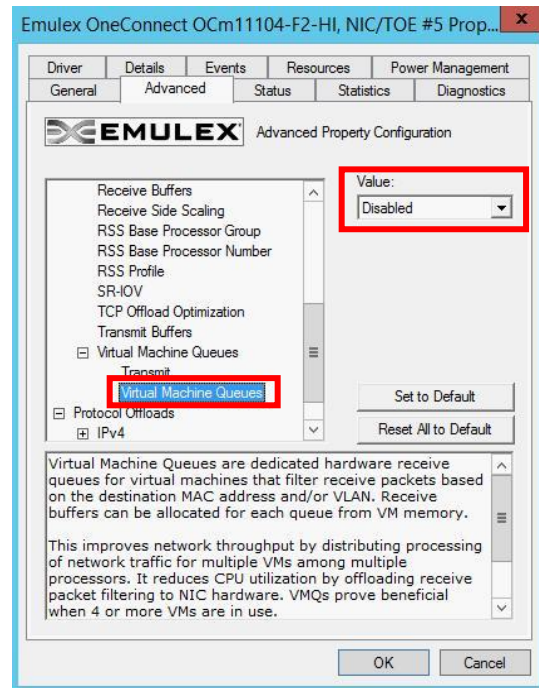 Emulex OneConnect OCm11104-F2-HI, NIC/TOE #5 Prop...
x
Driver Details Events Resources Power Management
General Advanced Status Statistics Diagnostics
EMULEX Advanced Property Configuration
Value:
Disabled
Receive Buffers
Receive Side Scaling
RSS Base Processor Group
RSS Base Processor Number
RSS Profile
SR-IOV
TCP Offload Optimization
Transmit Buffers
Virtual Machine Queues
Transmit
Virtual Machine Queues
Protocol Offloads
IPv4
Set to Default
Reset All to Default
Virtual Machine Queues are dedicated hardware receive
queues for virtual machines that filter receive packets based
on the destination MAC address and/or VLAN. Receive
buffers can be allocated for each queue from VM memory.
This improves network throughput by distributing processing
of network traffic for multiple VMs among multiple
processors. It reduces CPU utilization by offloading receive
packet filtering to NIC hardware. VMQs prove beneficial
when 4 or more VMs are in use.
OK Cancel